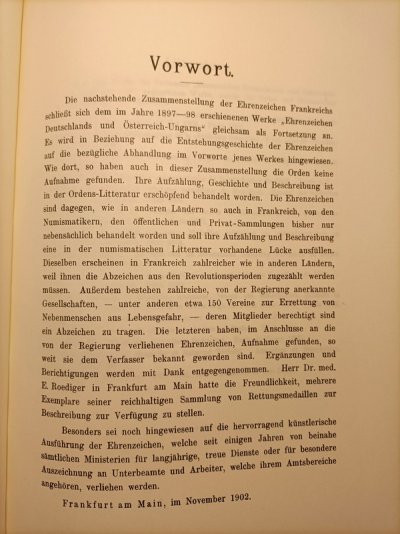 Vorwort.
Die nachstehende Zusammenstellung der Ehrenzeichen Frankreichs
schließt sich dem im Jahre 1897—98 erschienenen Werke „Ehrenzeichen
Deutschlands und Österreich-Ungarns“ gleichsam als Fortsetzung an.
Es wird in Beziehung auf die Entstehungsgeschichte der Ehrenzeichen
auf die bezügliche Abhandlung im Vorworte jenes Werkes hingewiesen.
Wie dort, so haben auch in dieser Zusammenstellung die Orden keine
Aufnahme gefunden. Ihre Aufzählung, Geschichte und Beschreibung ist
in der Ordens-Litteratur erschöpfend behandelt worden. Die Ehrenzeichen
sind dagegen, wie in anderen Ländern so auch in Frankreich, von den
Numismatikern, den öffentlichen und Privat-Sammlungen bisher nur
nebensächlich behandelt worden und soll ihre Aufzählung und Beschreibung
eine in der numismatischen Litteratur vorhandene Lücke ausfüllen.
Dieselben erscheinen in Frankreich zahlreicher wie in anderen Ländern,
weil ihnen die Abzeichen aus den Revolutionsperioden zugezählt werden
müssen. Außerdem bestehen zahlreiche, von der Regierung anerkannte
Gesellschaften, — unter anderen etwa 150 Vereine zur Errettung von
Nebenmenschen aus Lebensgefahr, — deren Mitglieder berechtigt sind
ein Abzeichen zu tragen. Die letzteren haben, im Anschlusse an die
von der Regierung verliehenen Ehrenzeichen, Aufnahme gefunden, so
weit sie dem Verfasser bekannt geworden sind. Ergänzungen und
Berichtigungen werden mit Dank entgegengenommen. Herr Dr. med.
E. Roediger in Frankfurt am Main hatte die Freundlichkeit, mehrere
Exemplare seiner reichhaltigen Sammlung von Rettungsmedaillen zur
Beschreibung zur Verfügung zu stellen.
Besonders sei noch hingewiesen auf die hervorragend künstlerische
Ausführung der Ehrenzeichen, welche seit einigen Jahren von beinahe
sämtlichen Ministerien für langjährige, treue Dienste oder für besondere
Auszeichnung an Unterbeamte und Arbeiter, welche ihrem Amtsbereiche
angehören, verliehen werden.
Frankfurt am Main, im November 1902.